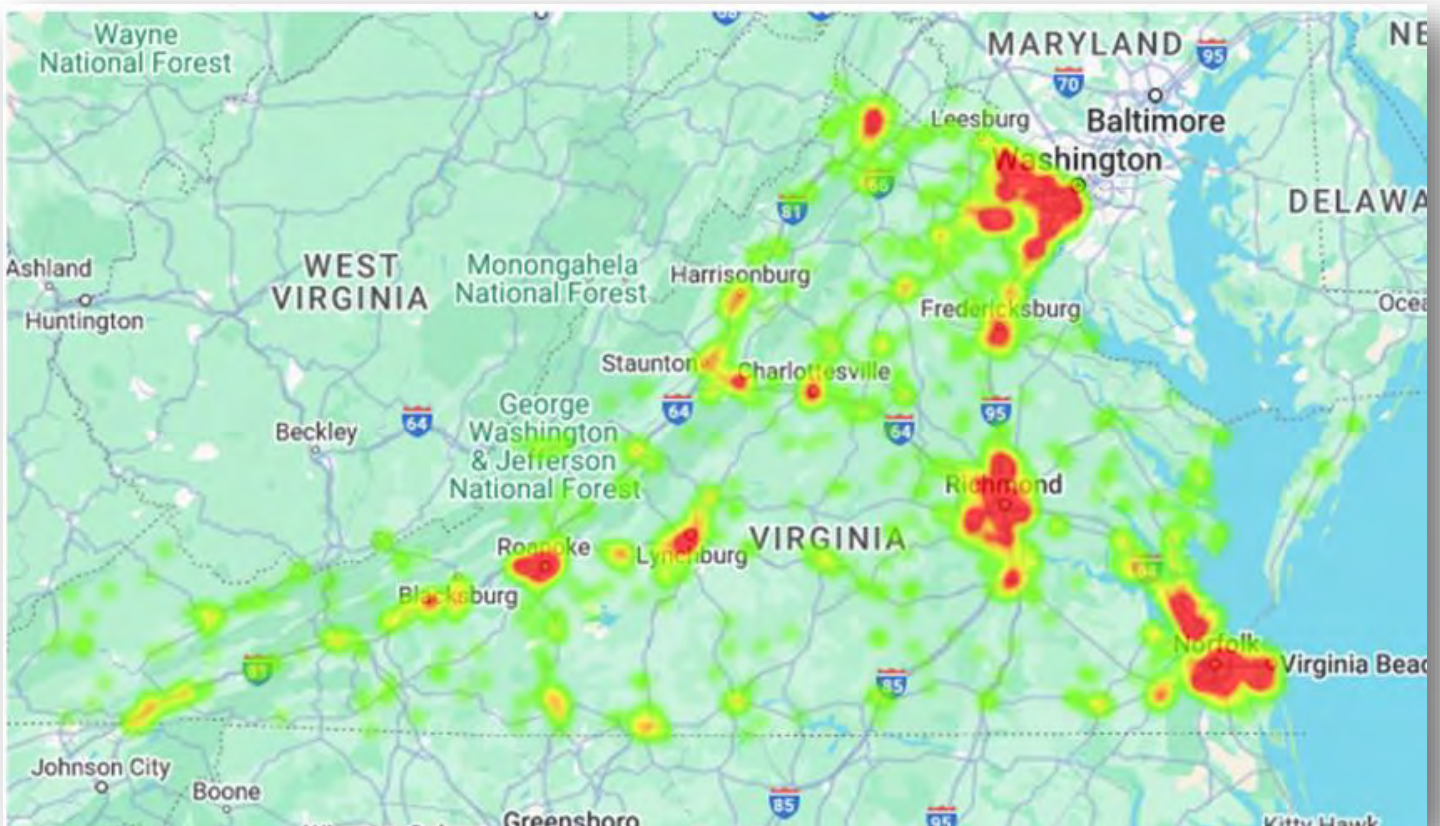 Wayne
National Forest
MARYLAND
NE
95
70
Baltimore
Leesburg
Washington
66
81
DELAWA
WEST
VIRGINIA
Monongahela
National Forest
Harrisonburg
Ashland
Huntington
Fredericksburg
Ocea
Staunton
Charlottesville
George
Washington
& Jefferson
National Forest
64
64
64
95
Beckley
Richmond
VIRGINIA
Roanoke
Lynchburg
Blacksburg
64
Norfolk
Virginia Beac
81
85
Johnson City
Boone
85
95
Greensboro
Kitty Hawk